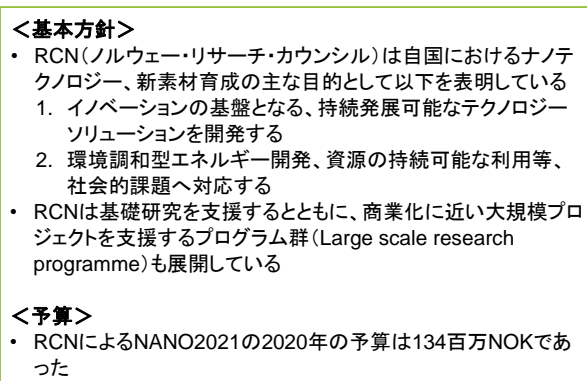 ＜基本方針＞
• RCN（ノルウェー・リサーチ・カウンシル）は自国におけるナノテ
クノロジー、新素材育成の主な目的として以下を表明している
1. イノベーションの基盤となる、持続発展可能なテクノロジー
ソリューションを開発する
2. 環境調和型エネルギー開発、資源の持続可能な利用等、
社会的課題へ対応する
• RCNは基礎研究を支援するとともに、商業化に近い大規模プロ
ジェクトを支援するプログラム群（Large scale research
programme）も展開している
＜予算＞
• RCNによるNANO2021の2020年の予算は134百万NOKであ
った